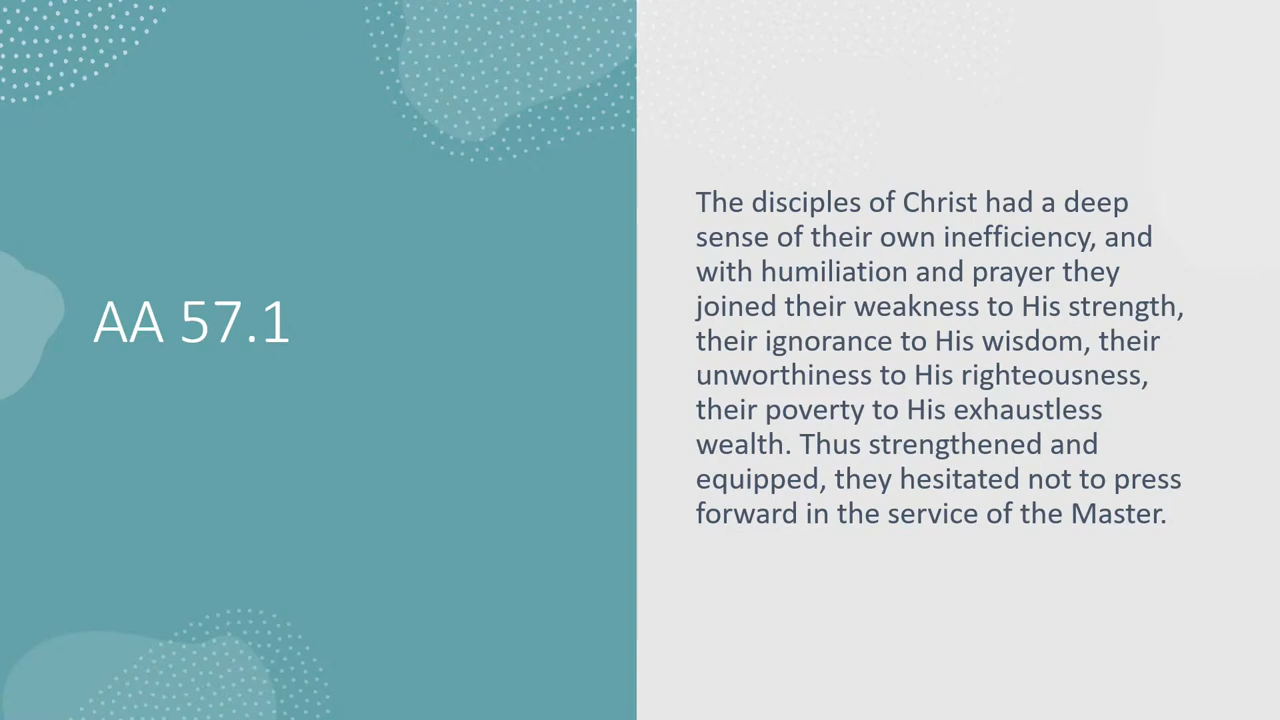 AA 57.1
The disciples of Christ had a deep
sense of their own inefficiency, and
with humiliation and prayer they
joined their weakness to His strength,
their ignorance to His wisdom, their
unworthiness to His righteousness,
their poverty to His exhaustless
wealth. Thus strengthened and
equipped, they hesitated not to press
forward in the service of the Master.